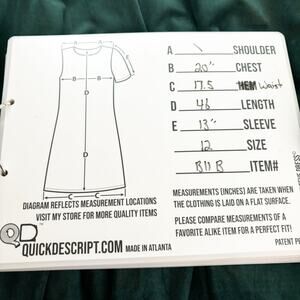 A \ SHOULDER
B 20" CHEST
C 17.5 HEM Waist
D 46 LENGTH
E 13" SLEEVE
12 SIZE
B11B ITEM#
A
B B E
C C
D
D D
DIAGRAM REFLECTS MEASUREMENT LOCATIONS
VISIT MY STORE FOR MORE QUALITY ITEMS
MEASUREMENTS (INCHES) ARE TAKEN WHEN
THE CLOTHING IS LAID ON A FLAT SURFACE.
PLEASE COMPARE MEASUREMENTS OF A
FAVORITE ALIKE ITEM FOR A PERFECT FIT!
QD QUICKDESCRIPT.COM MADE IN ATLANTA
PATENT